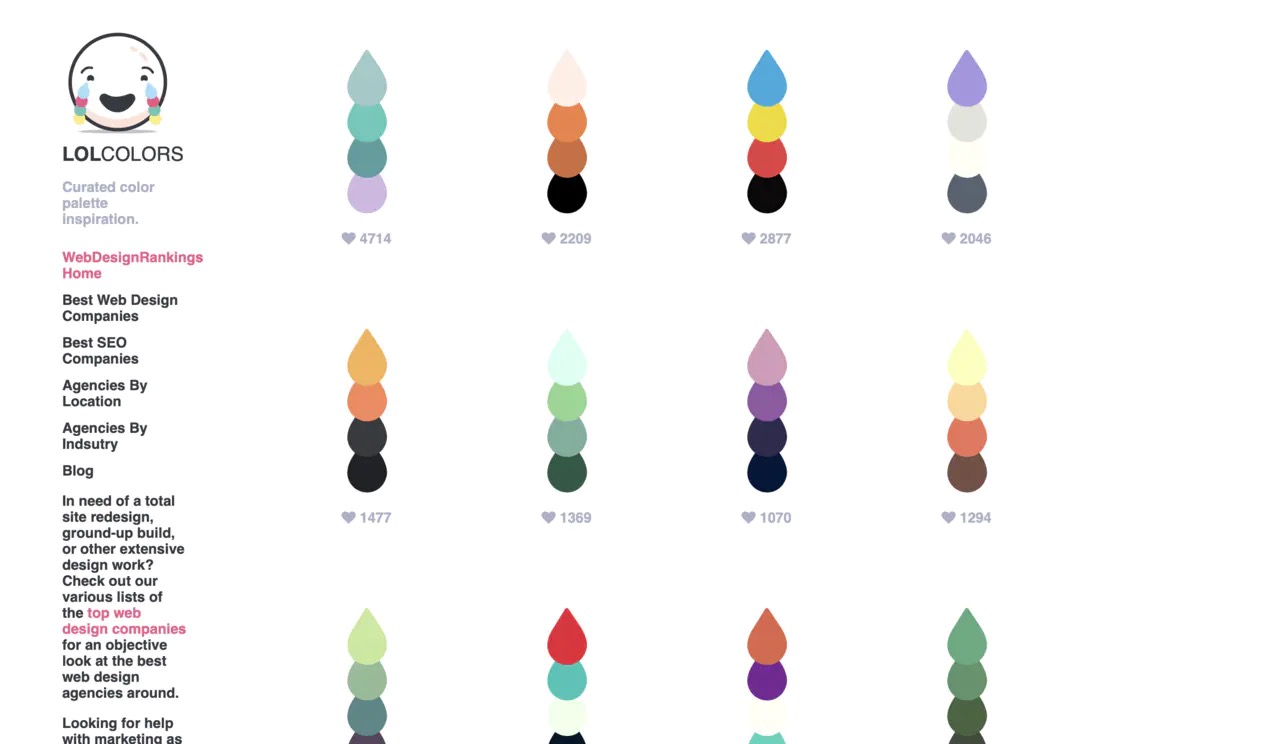 LOLCOLORS
Curated color
palette
inspiration.
WebDesignRankings
Home
Best Web Design
Companies
Best SEO
Companies
Agencies By
Location
Agencies By
Indsutry
Blog
In need of a total
site redesign,
ground-up build,
or other extensive
design work?
Check out our
various lists of
the top web
design companies
for an objective
look at the best
web design
agencies around.
Looking for help
with marketing as
4714
2209
2877
2046
1477
1369
1070
1294